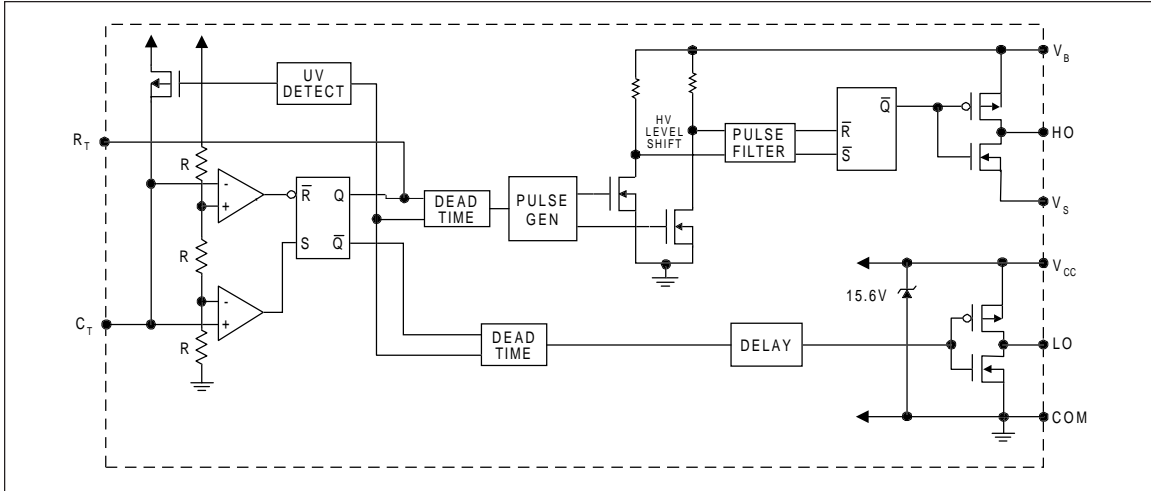 V_B
UV
DETECT
Q̅
HV
LEVEL
SHIFT
PULSE
FILTER
R̅
S̅
HO
R_T
R
-
+
R̅
Q
DEAD
TIME
PULSE
GEN
V_S
R
S
Q̅
V_CC
15.6V
-
+
C_T
R
DEAD
TIME
DELAY
LO
COM